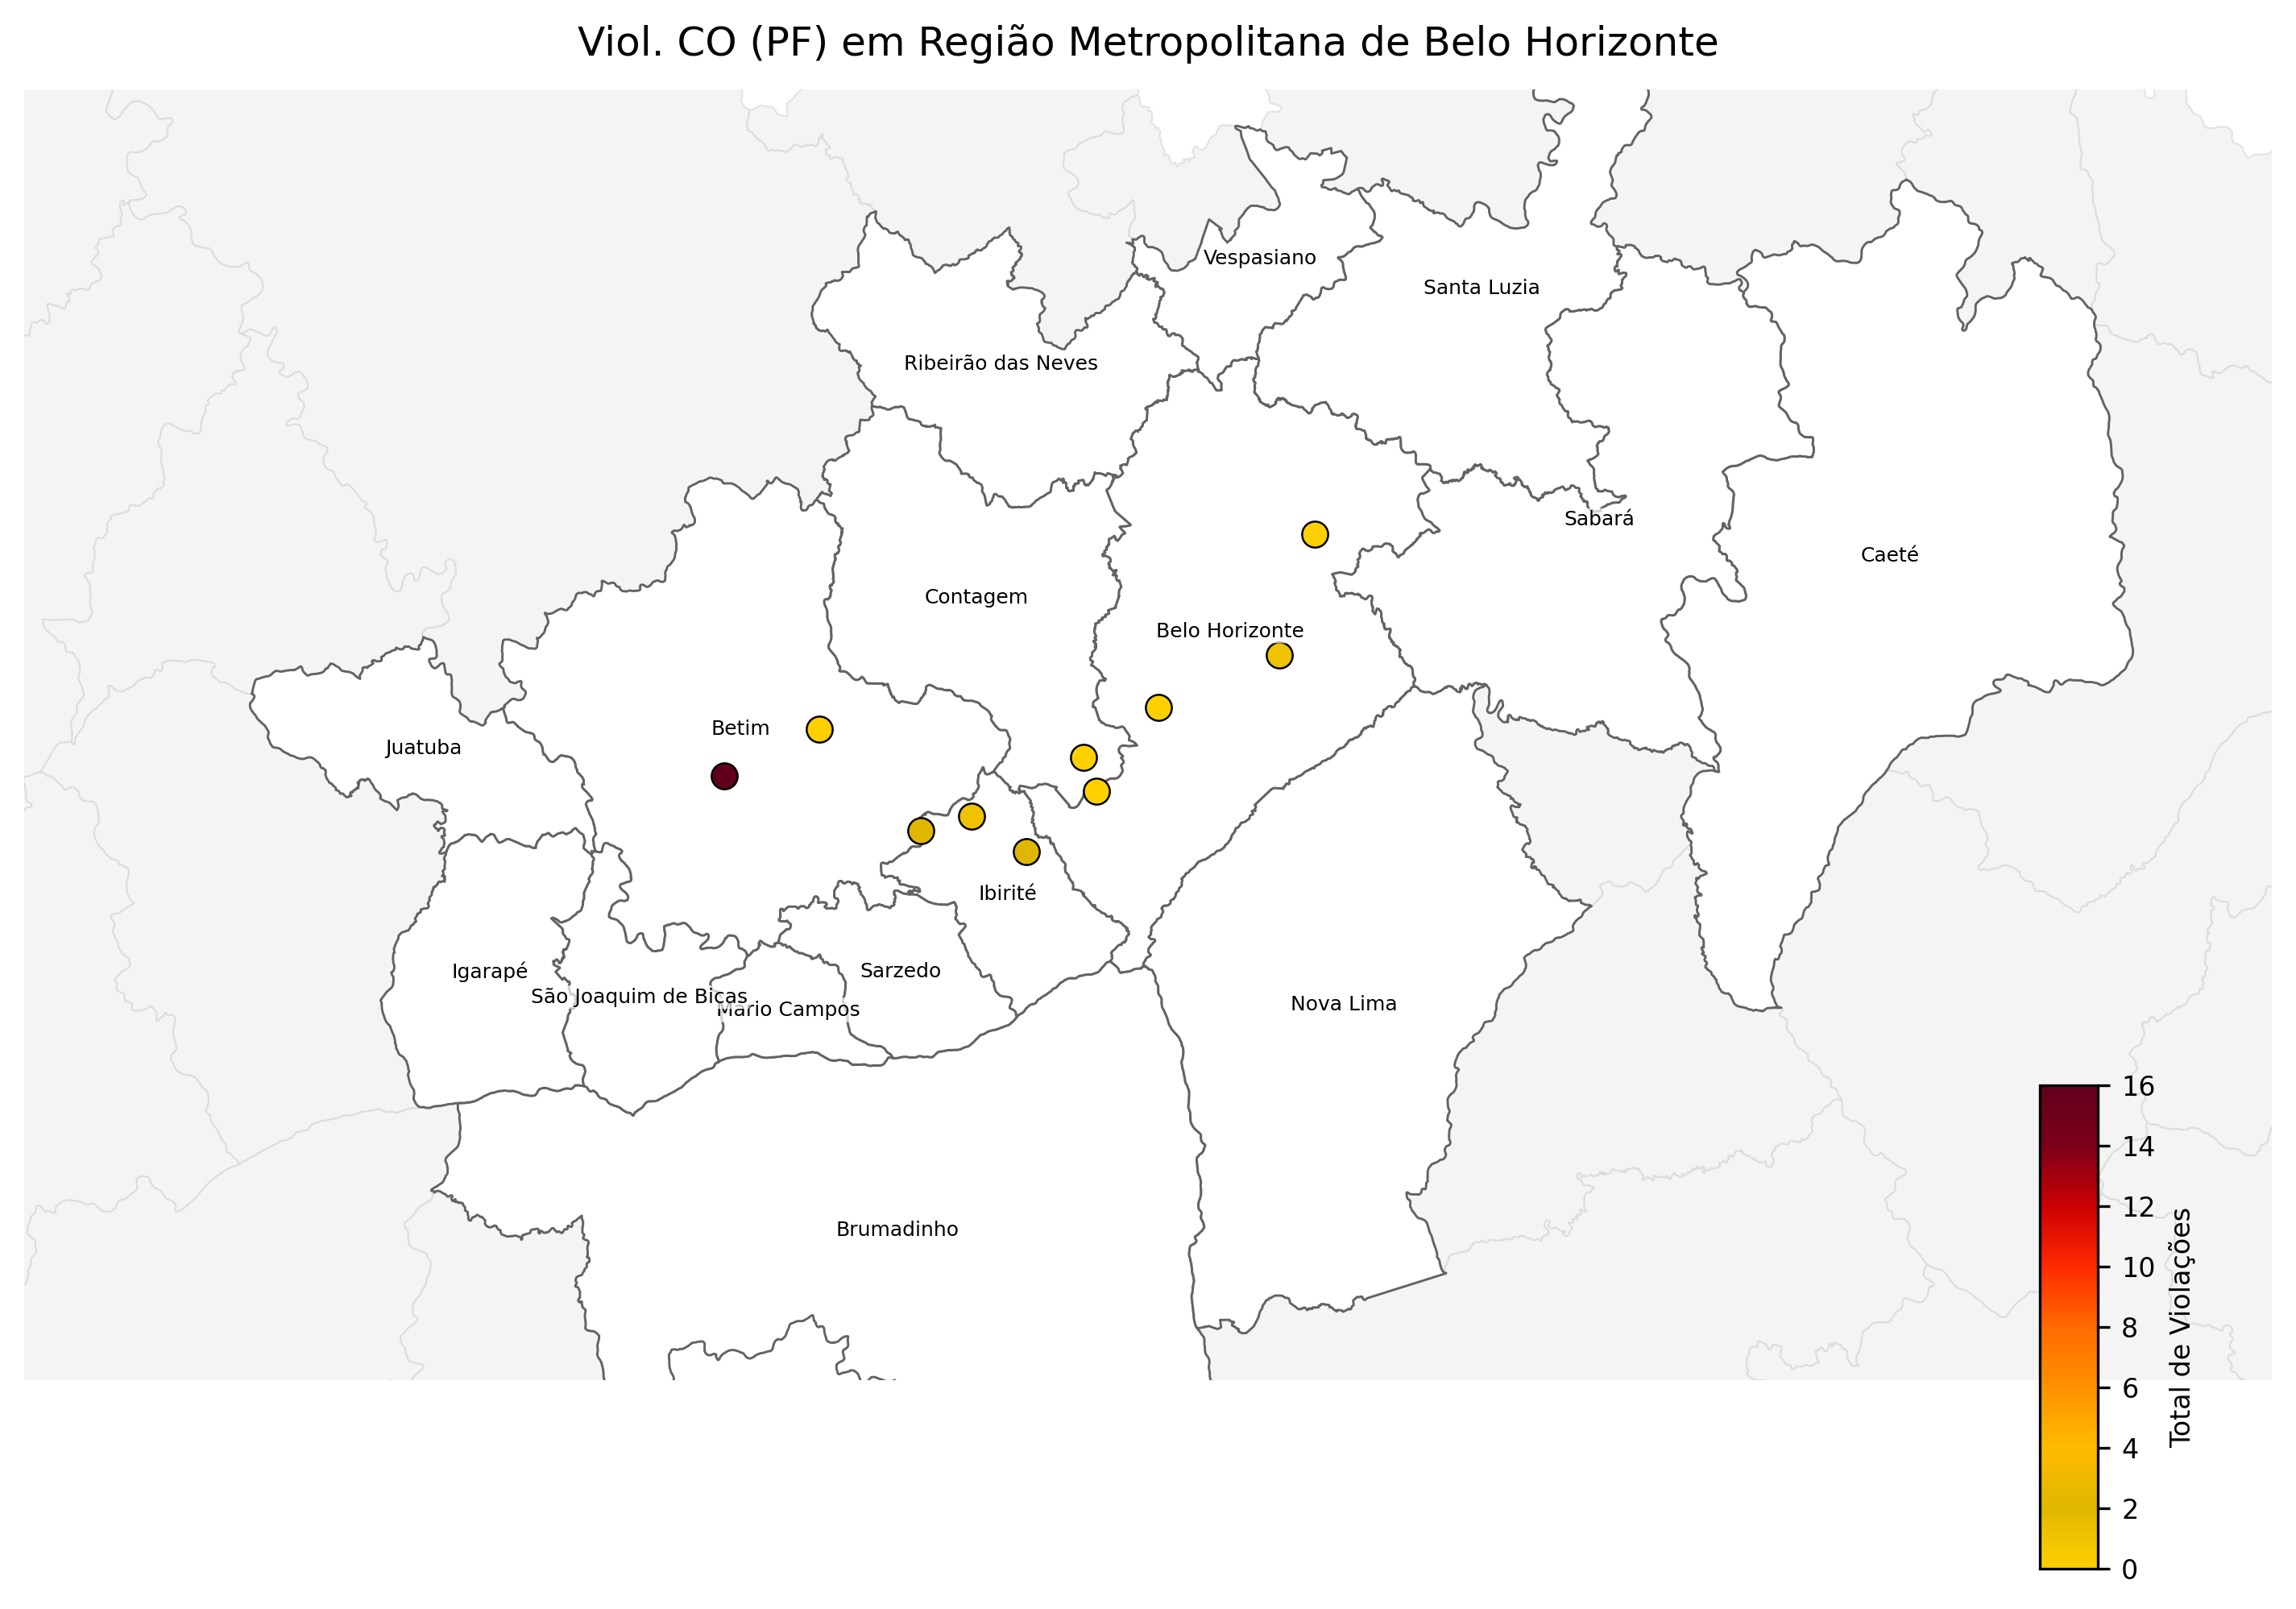 Viol. CO (PF) em Região Metropolitana de Belo Horizonte
Vespasiano
Santa Luzia
Ribeirão das Neves
Sabará
Caeté
Contagem
Belo Horizonte
Betim
Juatuba
Ibirité
Igarapé
Sarzedo
São Joaquim de Bicas
Mário Campos
Nova Lima
Brumadinho
16
14
12
10
8
6
4
2
0
Total de Violações